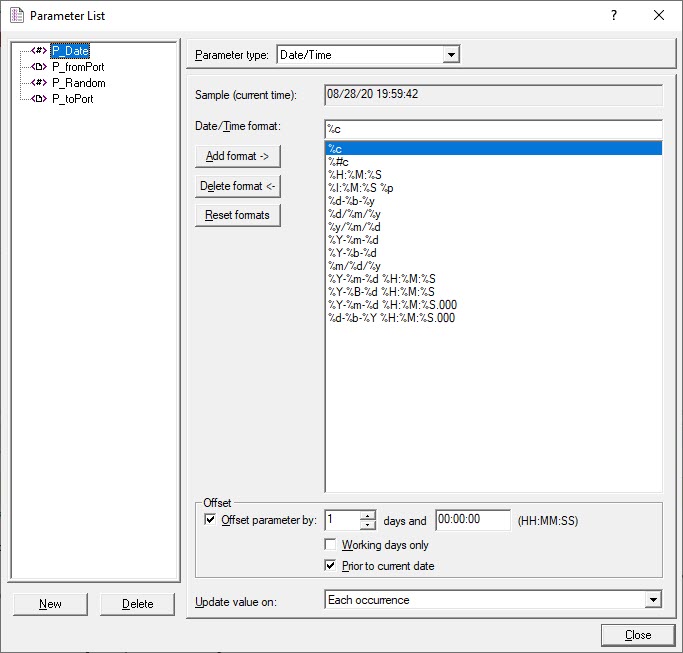 Parameter List
?
P_Date
P_fromPort
P_Random
P_toPort
New
Delete
Parameter type: Date/Time
Sample (current time): 08/28/20 19:59:42
Date/Time format: %c
Add format ->
Delete format <-
Reset formats
%c
%#c
%H:%M:%S
%I:%M:%S %p
%d-%b-%y
%d/%m/%y
%y/%m/%d
%Y-%m-%d
%Y-%b-%d
%m/%d/%y
%Y-%m-%d %H:%M:%S
%Y-%B-%d %H:%M:%S
%Y-%m-%d %H:%M:%S.000
%d-%b-%Y %H:%M:%S.000
Offset
Offset parameter by: 1 days and 00:00:00 (HH:MM:SS)
Working days only
Prior to current date
Update value on: Each occurrence
Close